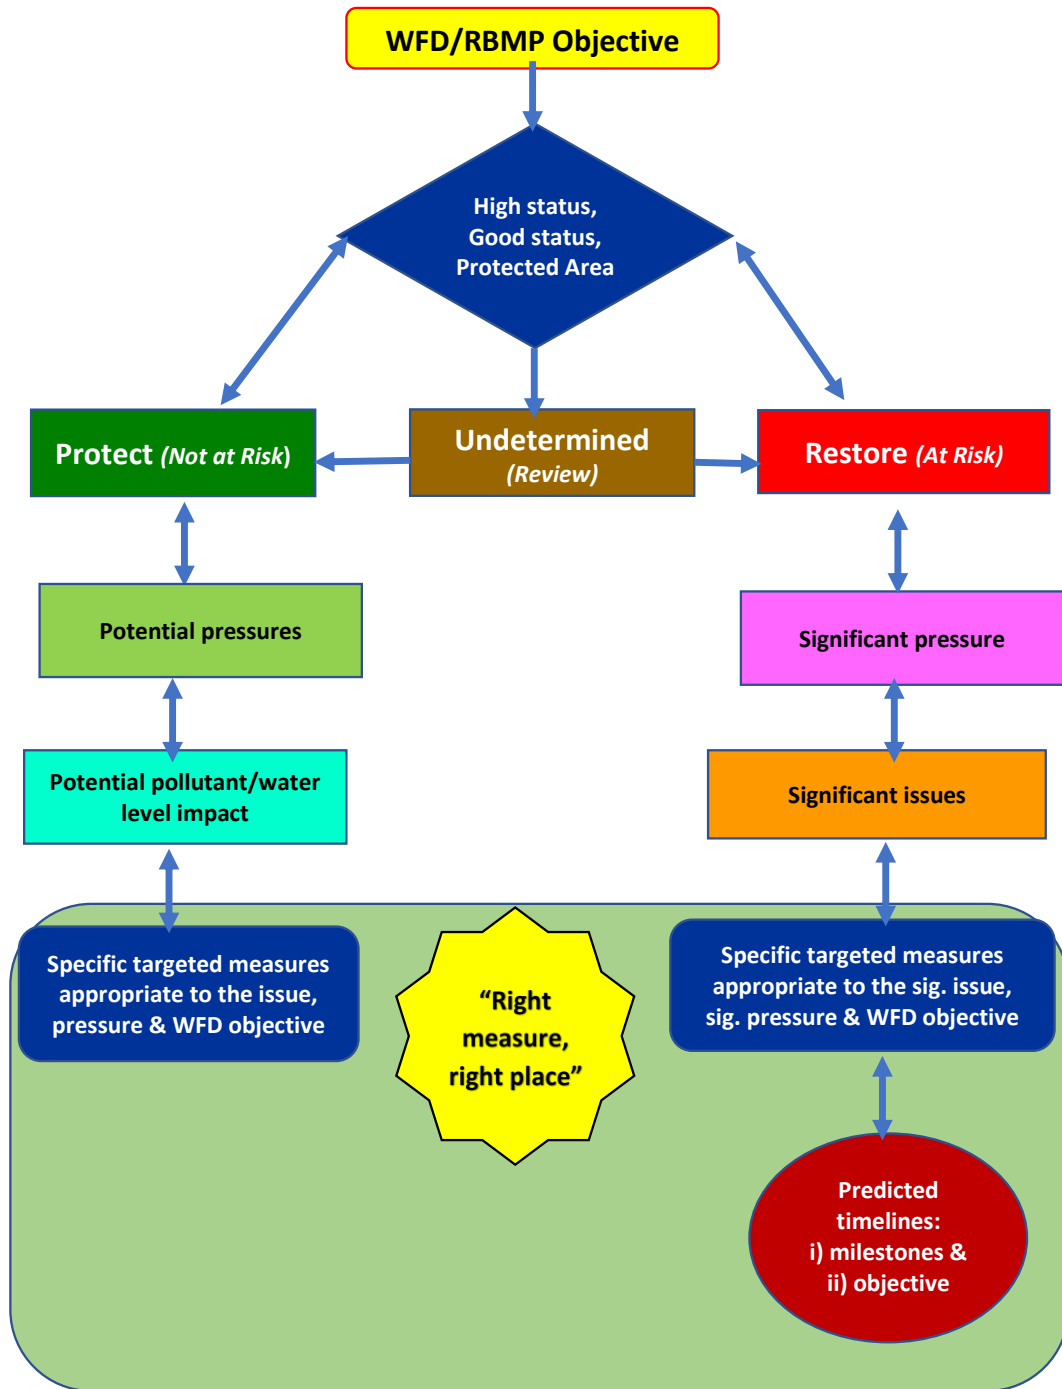 WFD/RBMP Objective
High status,
Good status,
Protected Area
Protect (Not at Risk)
Undetermined
(Review)
Restore (At Risk)
Potential pressures
Significant pressure
Potential pollutant/water
level impact
Significant issues
Specific targeted measures
appropriate to the issue,
pressure & WFD objective
“Right
measure,
right place”
Specific targeted measures
appropriate to the sig. issue,
sig. pressure & WFD objective
Predicted
timelines:
i) milestones &
ii) objective